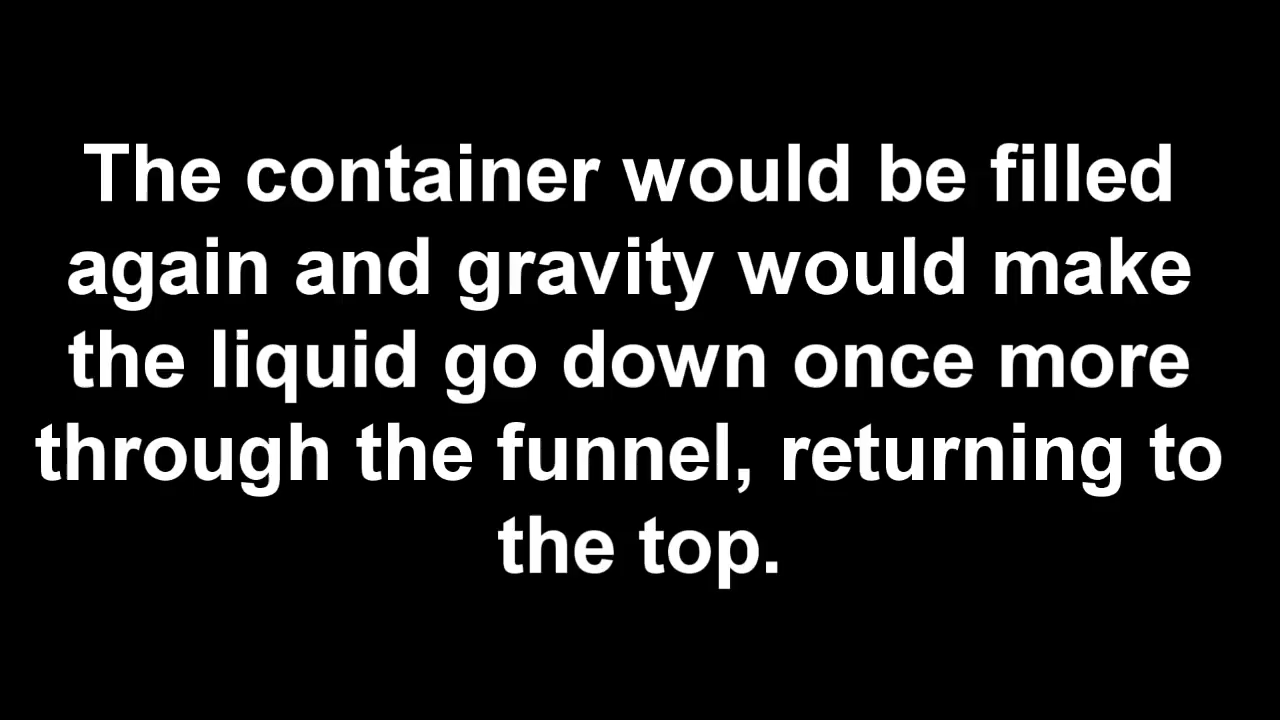 The container would be filled
again and gravity would make
the liquid go down once more
through the funnel, returning to
the top.